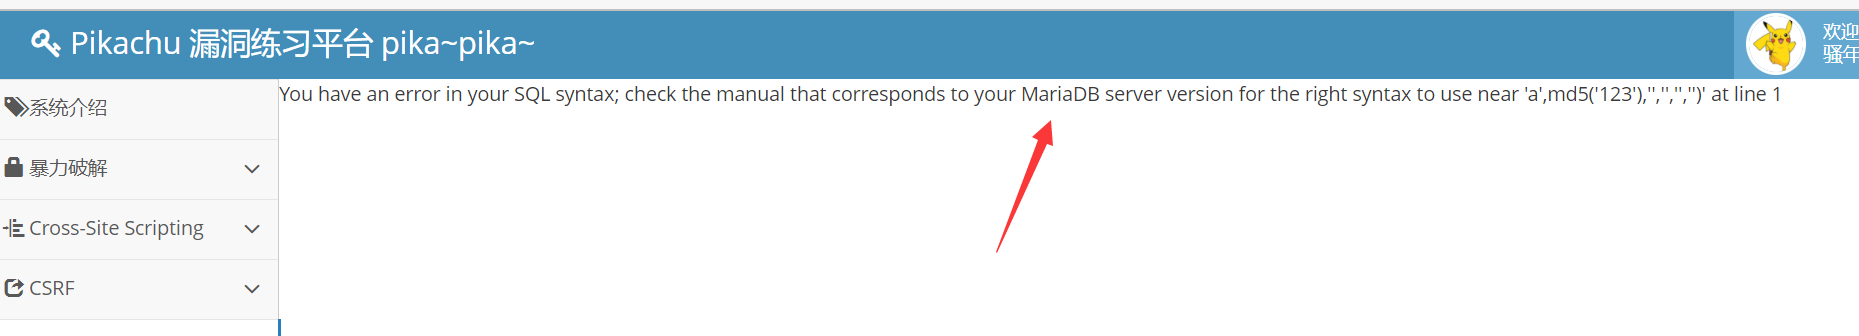 Pikachu 漏洞练习平台 pika~pika~
欢迎
骚年
系统介绍
You have an error in your SQL syntax; check the manual that corresponds to your MariaDB server version for the right syntax to use near 'a',md5('123'),'','','','')' at line 1
暴力破解
Cross-Site Scripting
CSRF